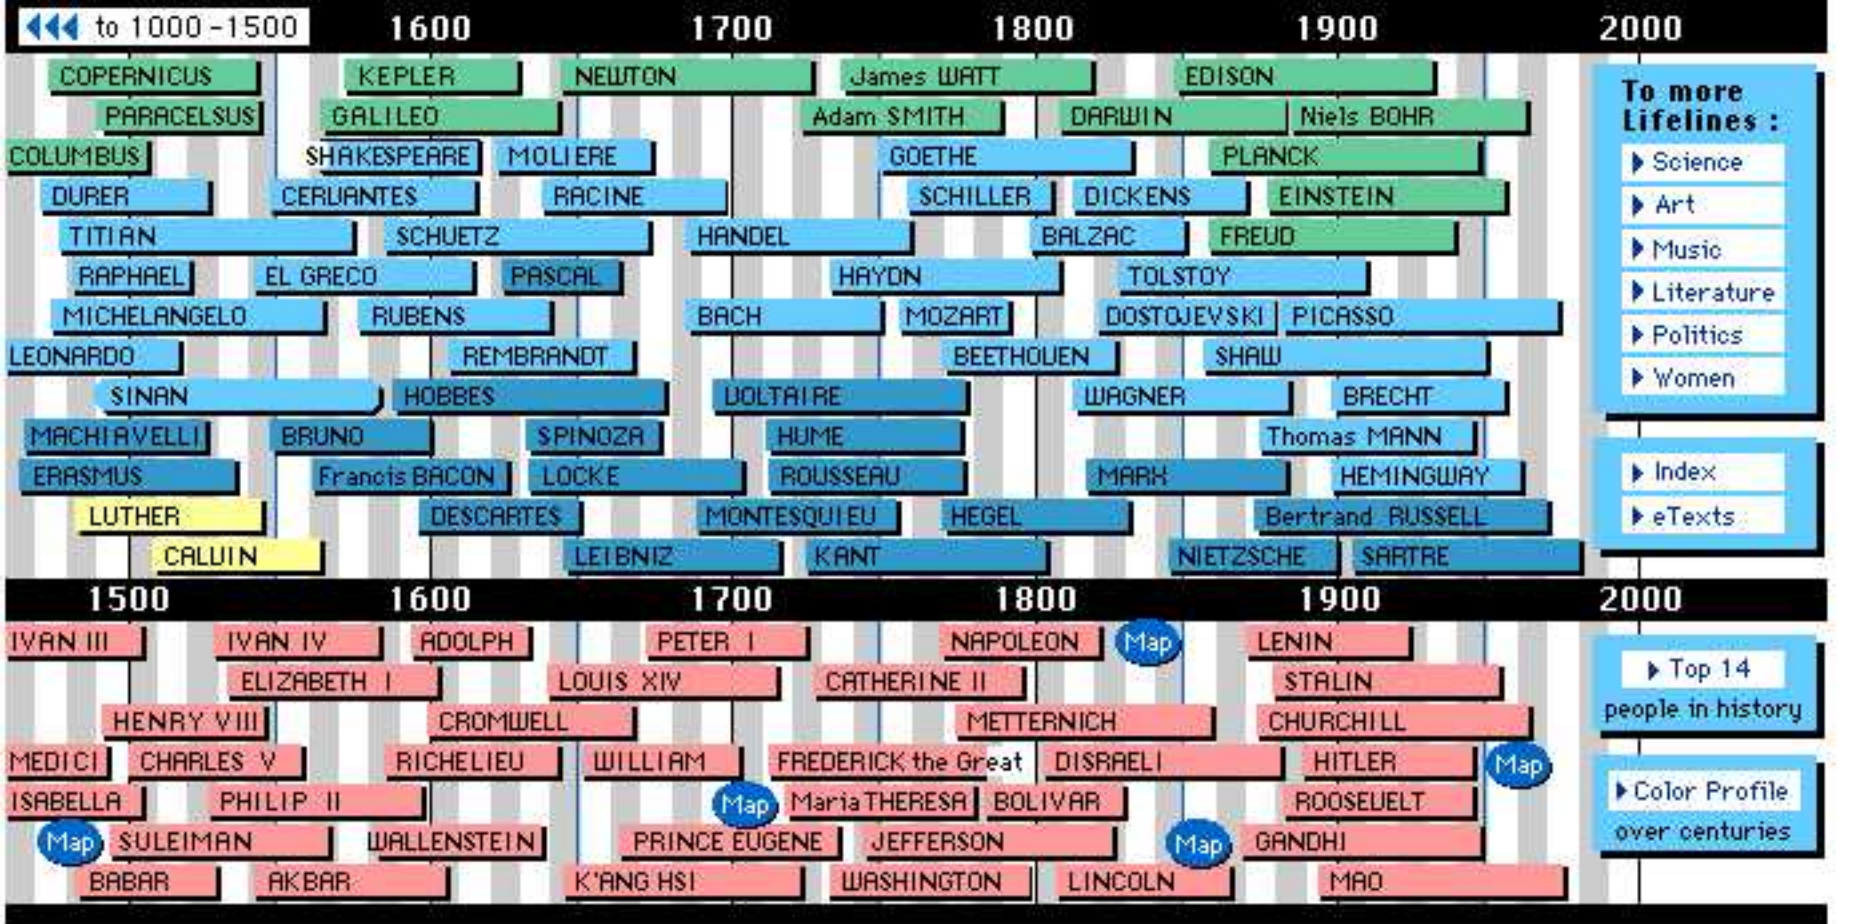 to 1000-1500 1600 1700 1800 1900 2000
COPERNICUS KEPLER NEWTON James WATT EDISON
PARACELSUS GALILEO Adam SMITH DARWIN Niels BOHR
COLUMBUS SHAKESPEARE MOLIERE GOETHE PLANCK
DURER CERVANTES RACINE SCHILLER DICKENS EINSTEIN
TITIAN SCHUETZ HANDEL BALZAC FREUD
RAPHAEL EL GRECO PASCAL HAYDN TOLSTOY
MICHELANGELO RUBENS BACH MOZART DOSTOJEVSKI PICASSO
LEONARDO REMBRANDT BEETHOVEN SHAW
SINAN HOBBES VOLTAIRE WAGNER BRECHT
MACHIAVELLI BRUNO SPINOZA HUME Thomas MANN
ERASMUS Francis BACON LOCKE ROUSSEAU MARX HEMINGWAY
LUTHER DESCARTES MONTESQUIEU HEGEL Bertrand RUSSELL
CALVIN LEIBNIZ KANT NIETZSCHE SARTRE
To more
Lifelines :
Science
Art
Music
Literature
Politics
Women
Index
eTexts
1500 1600 1700 1800 1900 2000
IVAN III IVAN IV ADOLPH PETER I NAPOLEON Map LENIN
ELIZABETH I LOUIS XIV CATHERINE II STALIN
HENRY VIII CROMWELL METTERNICH CHURCHILL
MEDICI CHARLES V RICHELIEU WILLIAM FREDERICK the Great DISRAELI HITLER Map
ISABELLA PHILIP II Map Maria THERESA BOLIVAR ROOSEVELT
Map SULEIMAN WALLENSTEIN PRINCE EUGENE JEFFERSON Map GANDHI
BABAR AKBAR K'ANG HSI WASHINGTON LINCOLN MAO
Top 14
people in history
Color Profile
over centuries